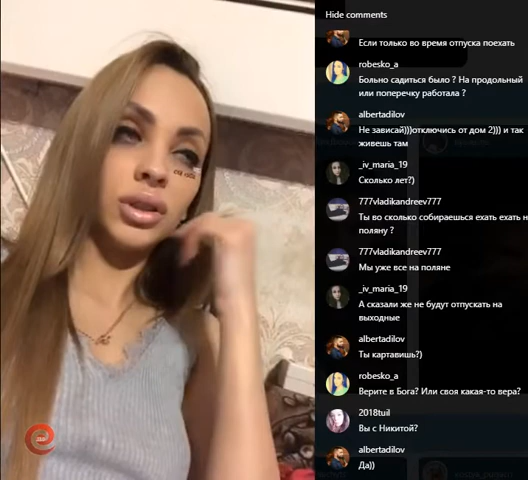 Hide comments
Если только во время отпуска поехать
robesko_a
Больно садиться было ? На продольный
или поперечку работала ?
albertadilov
Не зависай)))отключись от дом 2))) и так
живешь там
_iv_maria_19
Сколько лет?)
777vladikandreev777
Ты во сколько собираешься ехать ехать н
поляну ?
777vladikandreev777
Мы уже все на поляне
_iv_maria_19
А сказали же не будут отпускать на
выходные
albertadilov
Ты картавишь?)
robesko_a
Верите в Бога? Или своя какая-то вера?
2018tuil
Вы с Никитой?
albertadilov
Да))